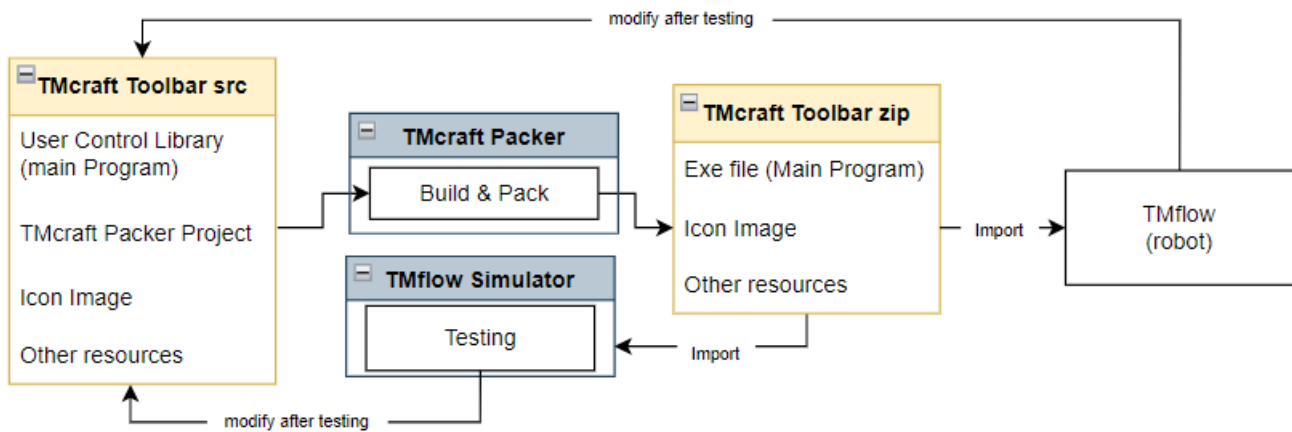 modify after testing
TMcraft Toolbar src
User Control Library
(main Program)
TMcraft Packer Project
Icon Image
Other resources
TMcraft Packer
Build & Pack
TMflow Simulator
Testing
TMcraft Toolbar zip
Exe file (Main Program)
Icon Image
Other resources
Import
TMflow
(robot)
Import
modify after testing